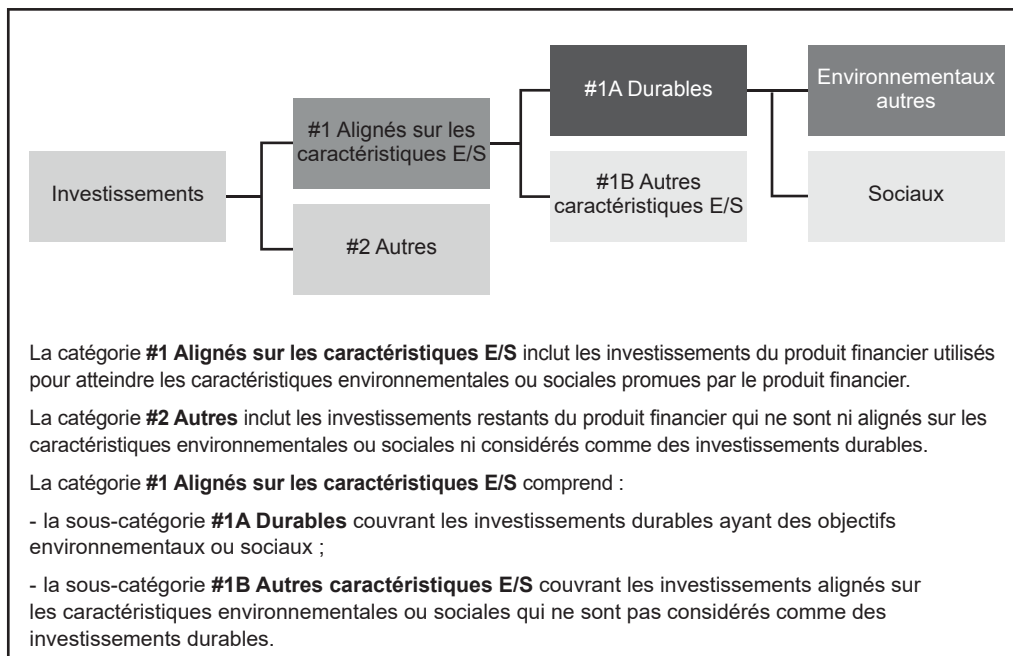 Investissements
#1 Alignés sur les
caractéristiques E/S
#2 Autres
#1A Durables
#1B Autres
caractéristiques E/S
Environnementaux
autres
Sociaux
La catégorie #1 Alignés sur les caractéristiques E/S inclut les investissements du produit financier utilisés
pour atteindre les caractéristiques environnementales ou sociales promues par le produit financier.
La catégorie #2 Autres inclut les investissements restants du produit financier qui ne sont ni alignés sur les
caractéristiques environnementales ou sociales ni considérés comme des investissements durables.
La catégorie #1 Alignés sur les caractéristiques E/S comprend :
- la sous-catégorie #1A Durables couvrant les investissements durables ayant des objectifs
environnementaux ou sociaux ;
- la sous-catégorie #1B Autres caractéristiques E/S couvrant les investissements alignés sur
les caractéristiques environnementales ou sociales qui ne sont pas considérés comme des
investissements durables.